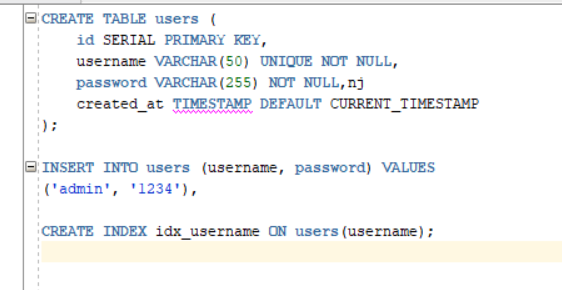 CREATE TABLE users (
id SERIAL PRIMARY KEY,
username VARCHAR(50) UNIQUE NOT NULL,
password VARCHAR(255) NOT NULL,nj
created_at TIMESTAMP DEFAULT CURRENT_TIMESTAMP
);
INSERT INTO users (username, password) VALUES
('admin', '1234'),
CREATE INDEX idx_username ON users(username);